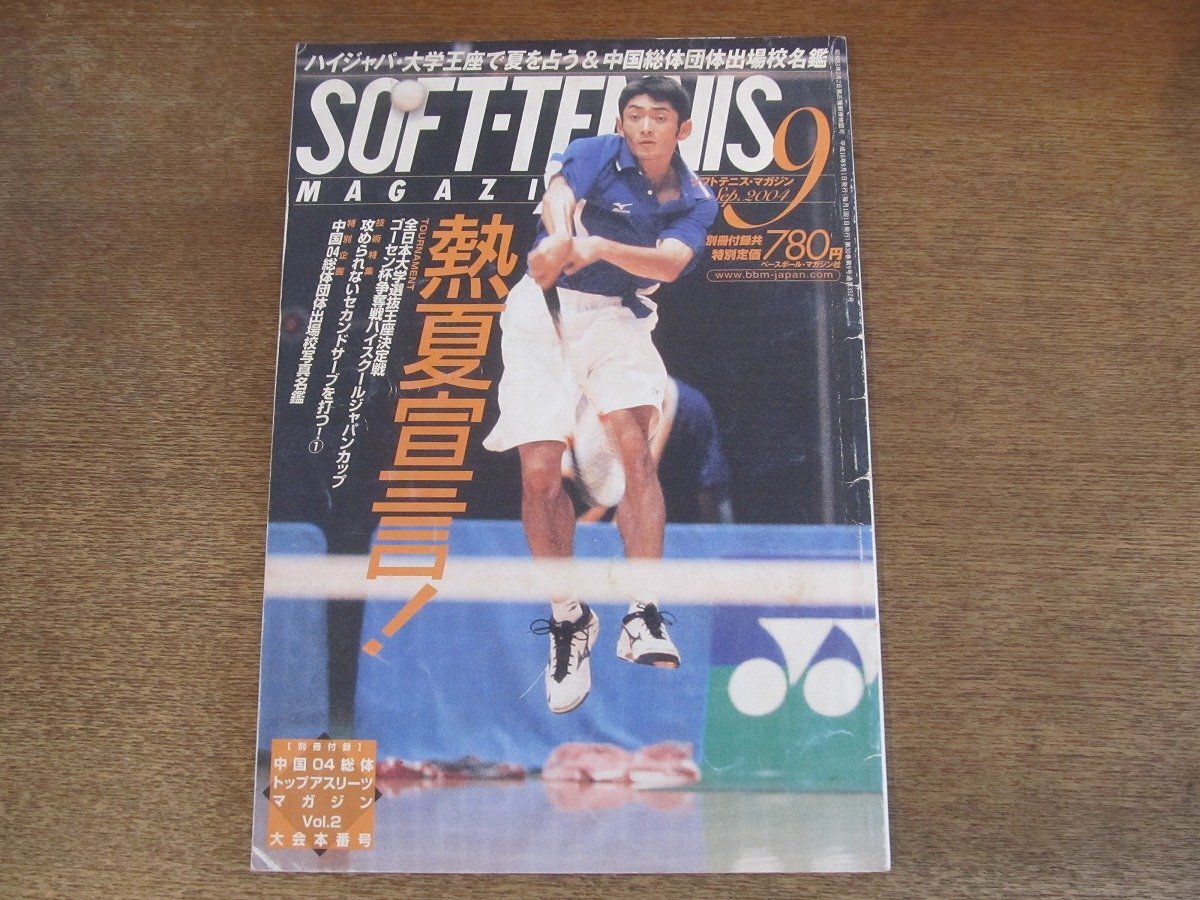 ハイジャパ・大学王座で夏を占う&中国総体団体出場校名鑑
SOFT-TENNIS
MAGAZI
9
ソフトテニス・マガジン
Sep. 2004
別冊付録共
特別定価780円
ベースボール・マガジン社
www.bbm-japan.com
熱夏宣言!
TOURNAMENT
全日本大学選抜王座決定戦
ゴーセン杯争奪戦ハイスクールジャパンカップ
技術特集
攻められないセカンドサーブを打つ!①
特別企画
中国04総体団体出場校写真名鑑
mizuno
[別冊付録]
中国04総体
トップアスリーツ
マガジン
Vol.2
大会本番号